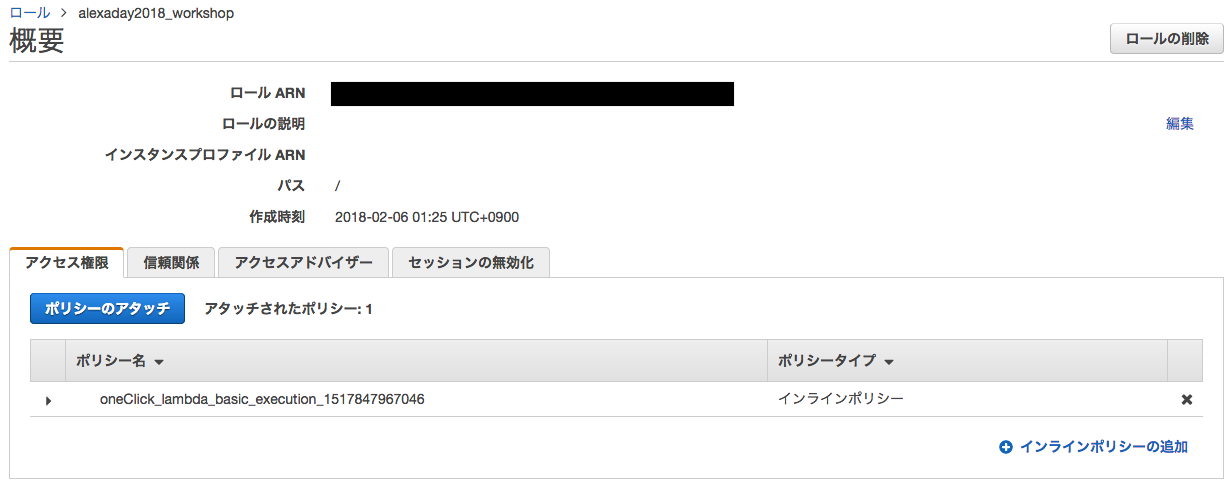 ロール > alexaday2018_workshop
概要
ロールの削除
ロール ARN
ロールの説明
編集
インスタンスプロファイル ARN
パス /
作成時刻 2018-02-06 01:25 UTC+0900
アクセス権限 信頼関係 アクセスアドバイザー セッションの無効化
ポリシーのアタッチ アタッチされたポリシー: 1
ポリシー名 ポリシータイプ
oneClick_lambda_basic_execution_1517847967046 インラインポリシー
インラインポリシーの追加